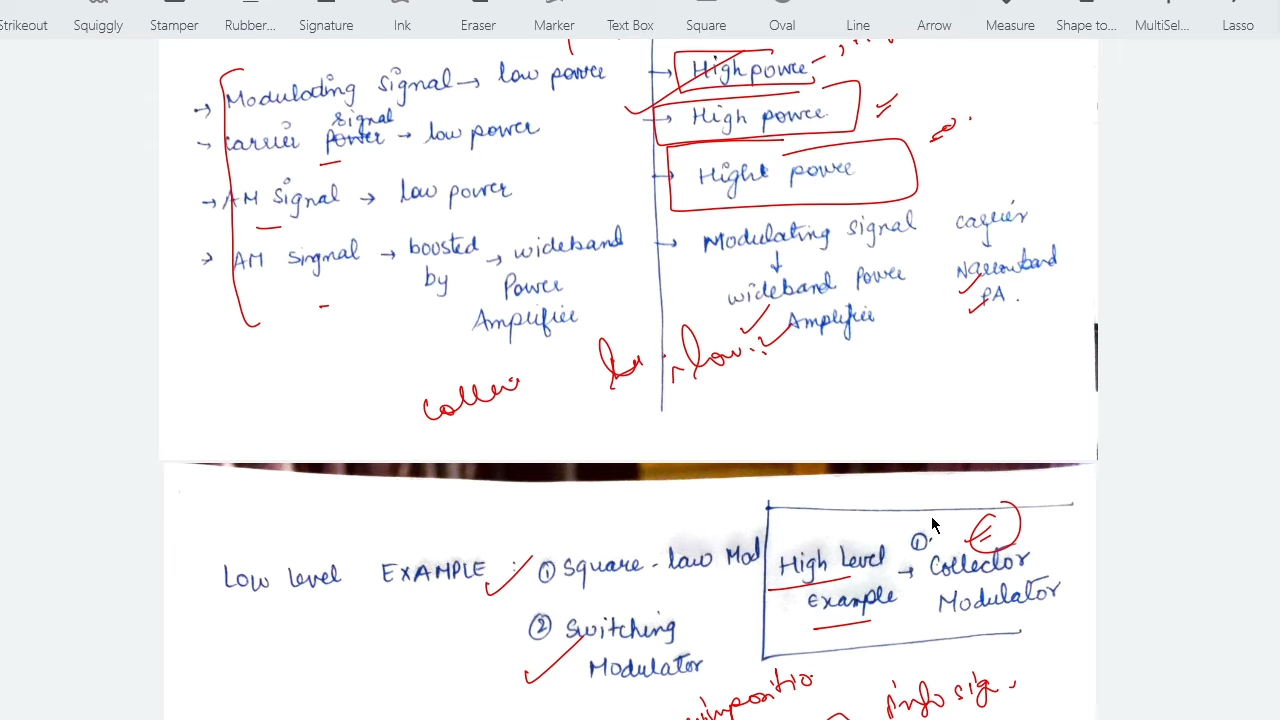 Strikeout Squiggly Stamper Rubber... Signature Ink Eraser Marker Text Box Square Oval Line Arrow Measure Shape to... MultiSel... Lasso
→ Modulating signal → low power → High power
signal
→ carrier power → low power → High power
→ AM signal → low power → Hight power
→ AM singmal → boosted by → wideband Power Amplifier
→ Modulating signal
↓
wideband power Amplifier
carrier
Narrowband PA.
Low level EXAMPLE : ① Square-law Mod
② Switching Modulator
High Level Example → ①. Collector Modulator
info sig.